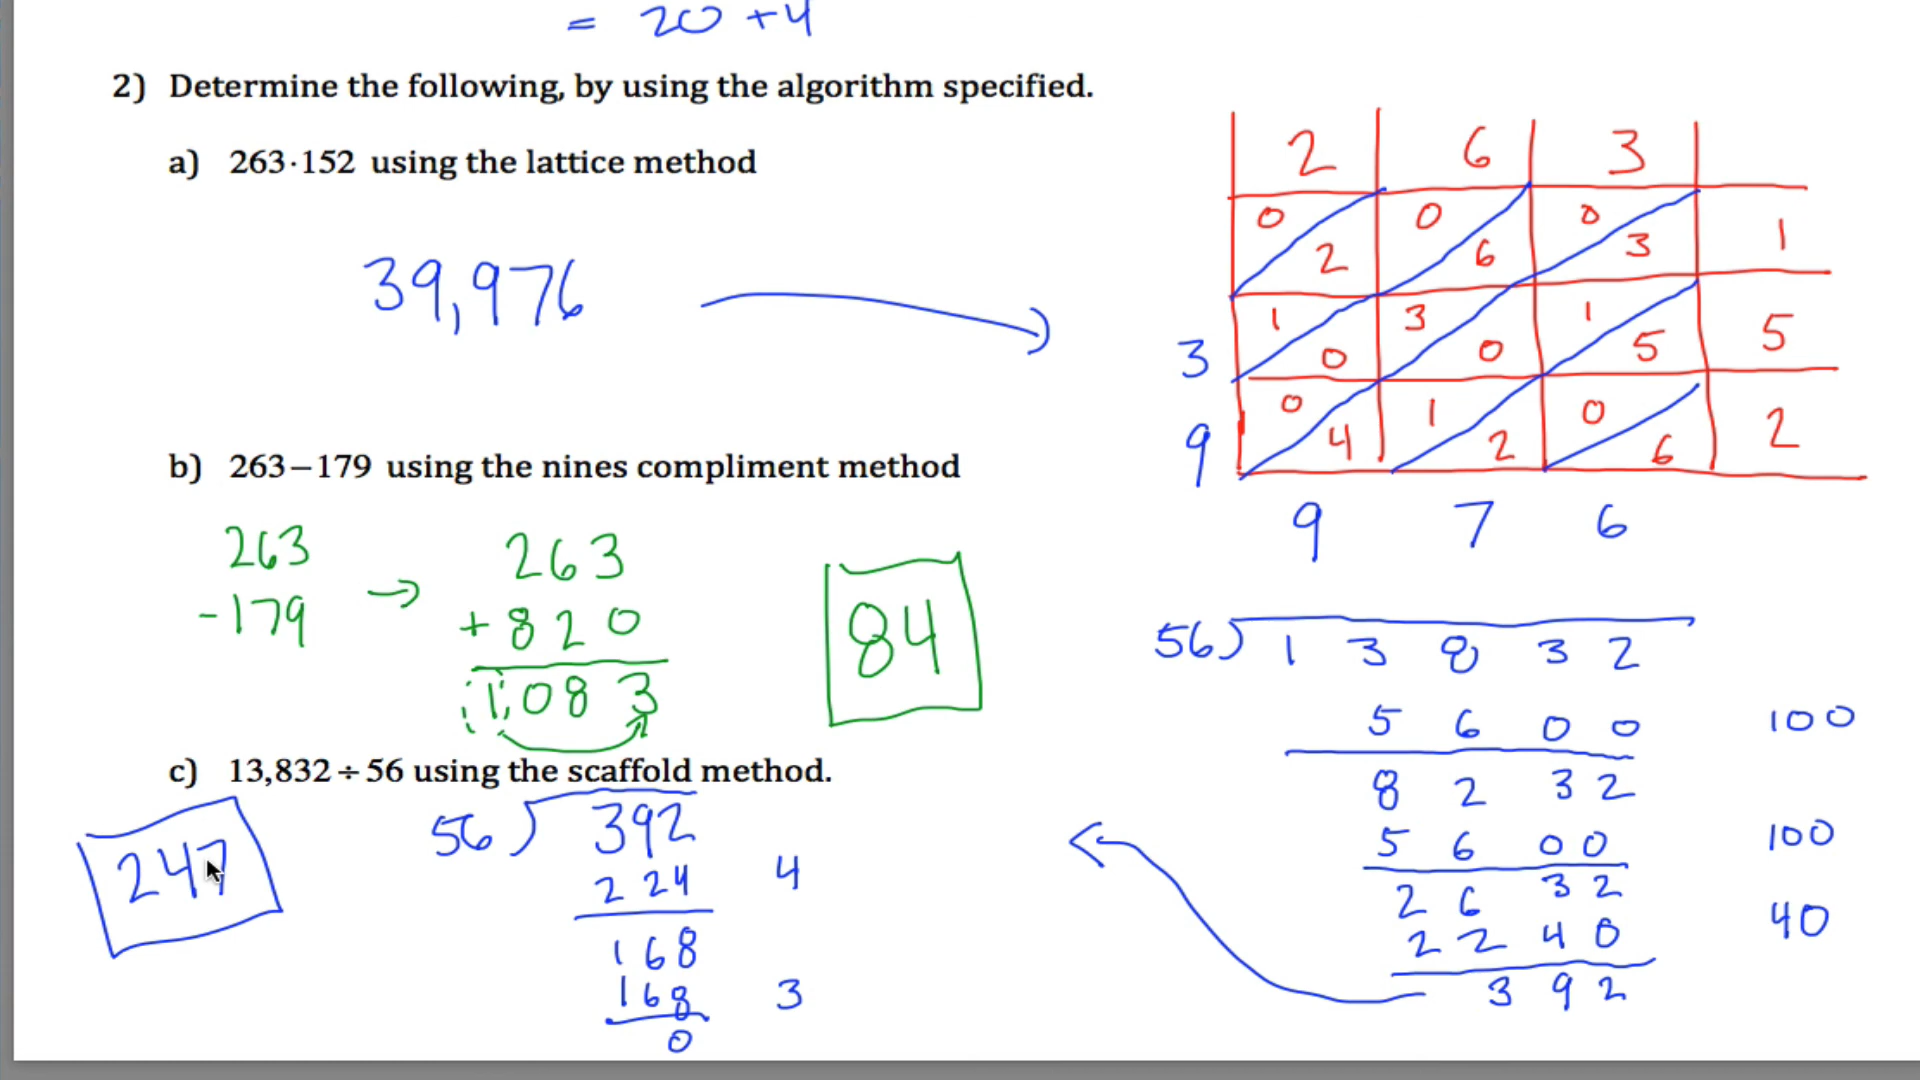 = 20 + 4
2) Determine the following, by using the algorithm specified.
a) 263·152 using the lattice method
39,976
2 6 3
0 0 0
2 6 3 1
1 3 1
3 0 0 5 5
0 1 0
9 4 2 6 2
9 7 6
b) 263−179 using the nines compliment method
263
-179
263
+820
1,083
84
c) 13,832÷56 using the scaffold method.
56) 392
224 4
168
168 3
0
247
56) 1 3 8 3 2
5 6 0 0 100
8 2 3 2
5 6 0 0 100
2 6 3 2
2 2 4 0 40
3 9 2